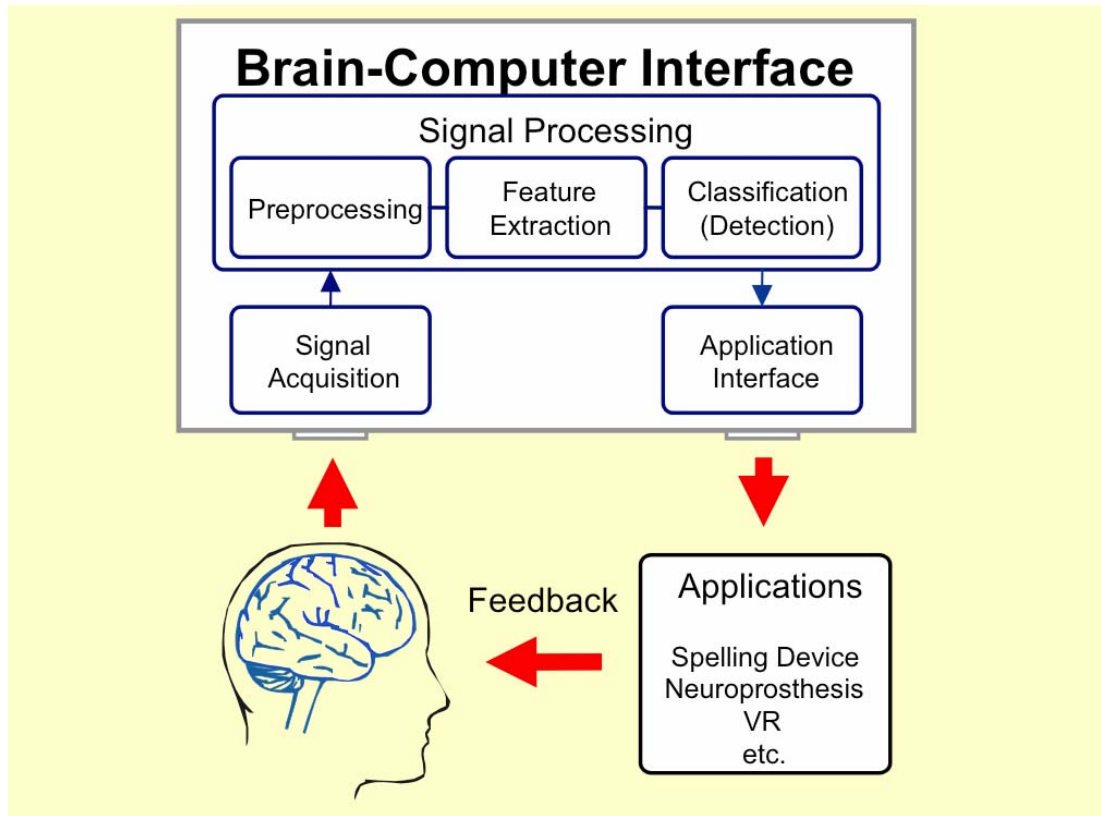 Brain-Computer Interface
Signal Processing
Preprocessing
Feature
Extraction
Classification
(Detection)
Signal
Acquisition
Application
Interface
Feedback
Applications
Spelling Device
Neuroprosthesis
VR
etc.